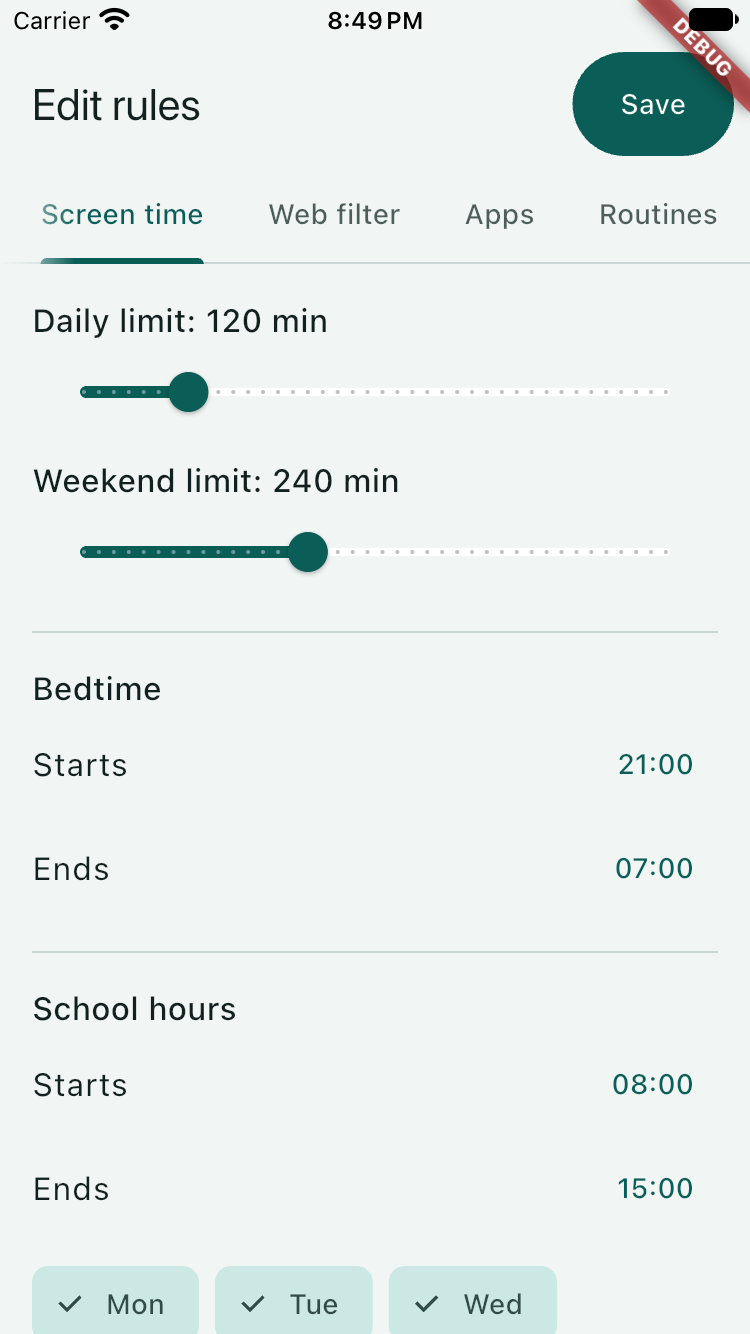 Carrier 8:49 PM
DEBUG
Edit rules Save
Screen time Web filter Apps Routines
Daily limit: 120 min
Weekend limit: 240 min
Bedtime
Starts 21:00
Ends 07:00
School hours
Starts 08:00
Ends 15:00
Mon Tue Wed